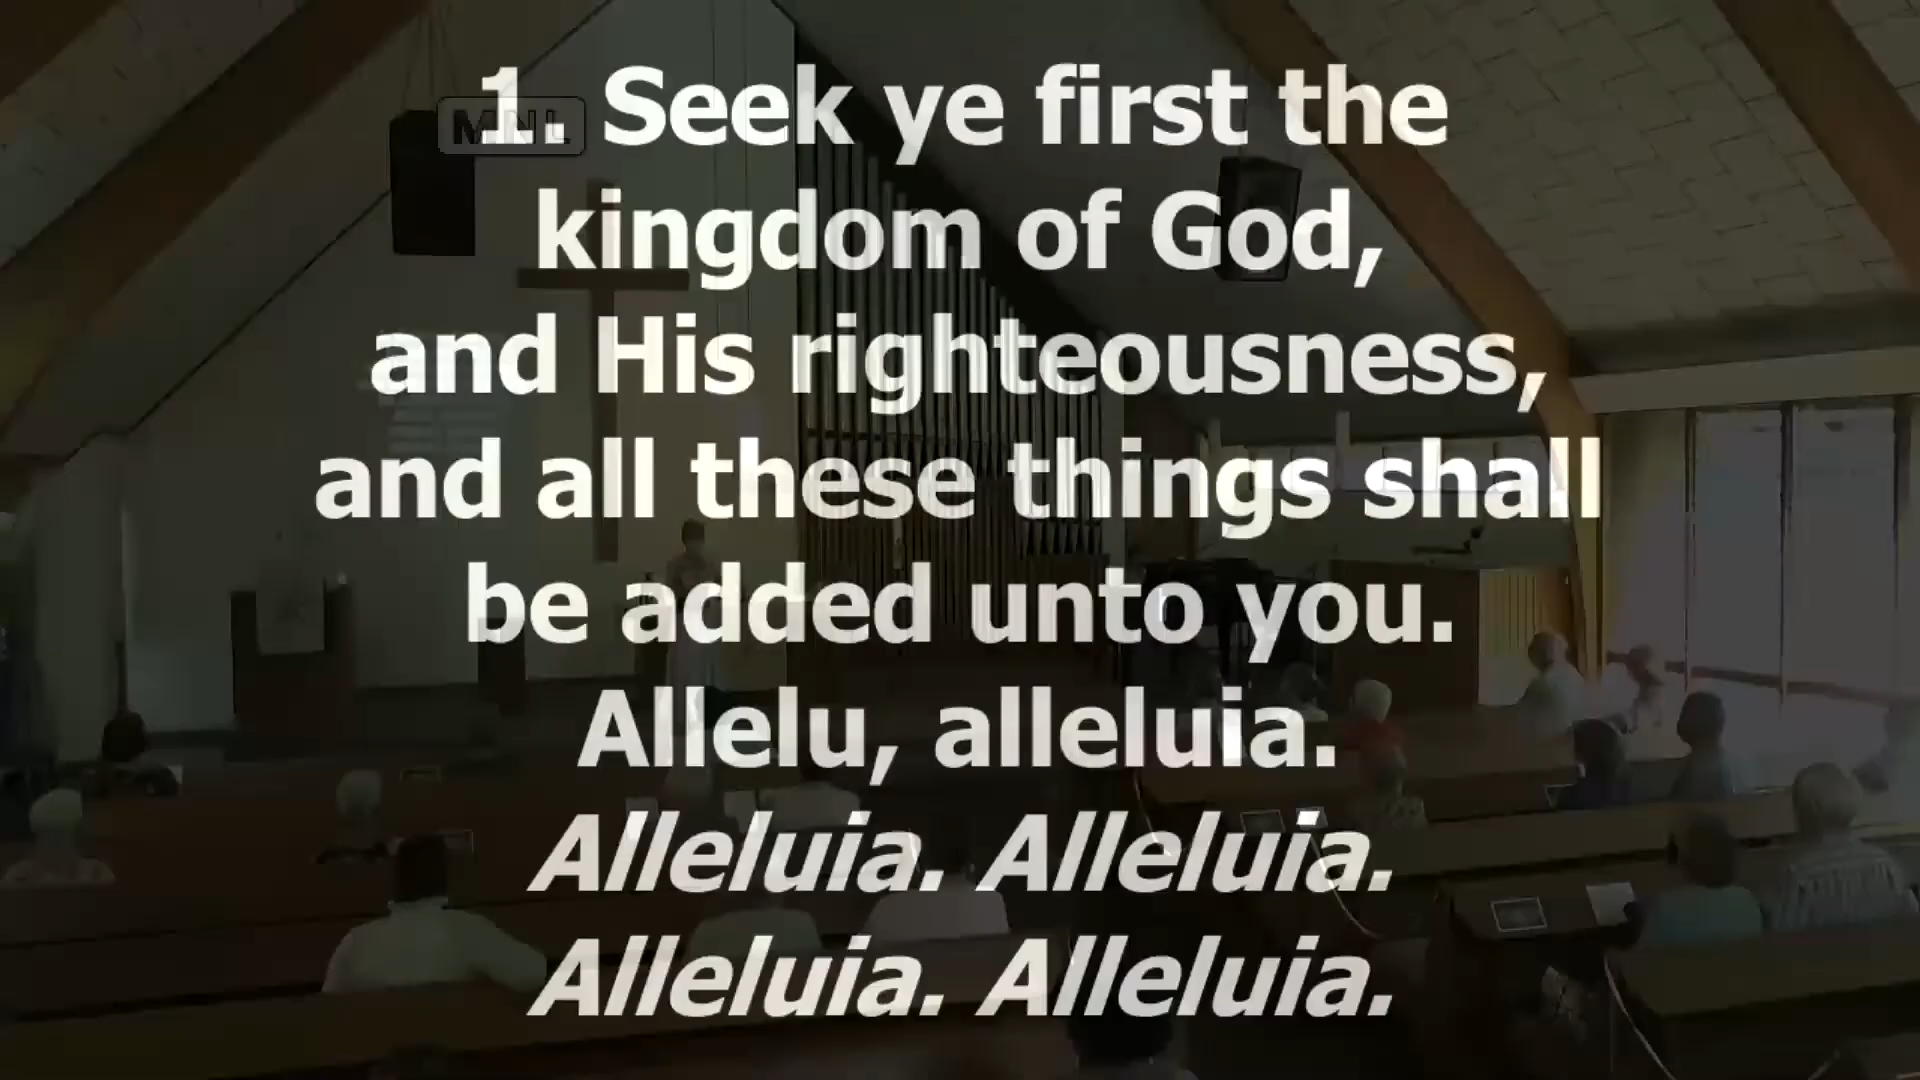 MNL
1. Seek ye first the
kingdom of God,
and His righteousness,
and all these things shall
be added unto you.
Allelu, alleluia.
Alleluia. Alleluia.
Alleluia. Alleluia.